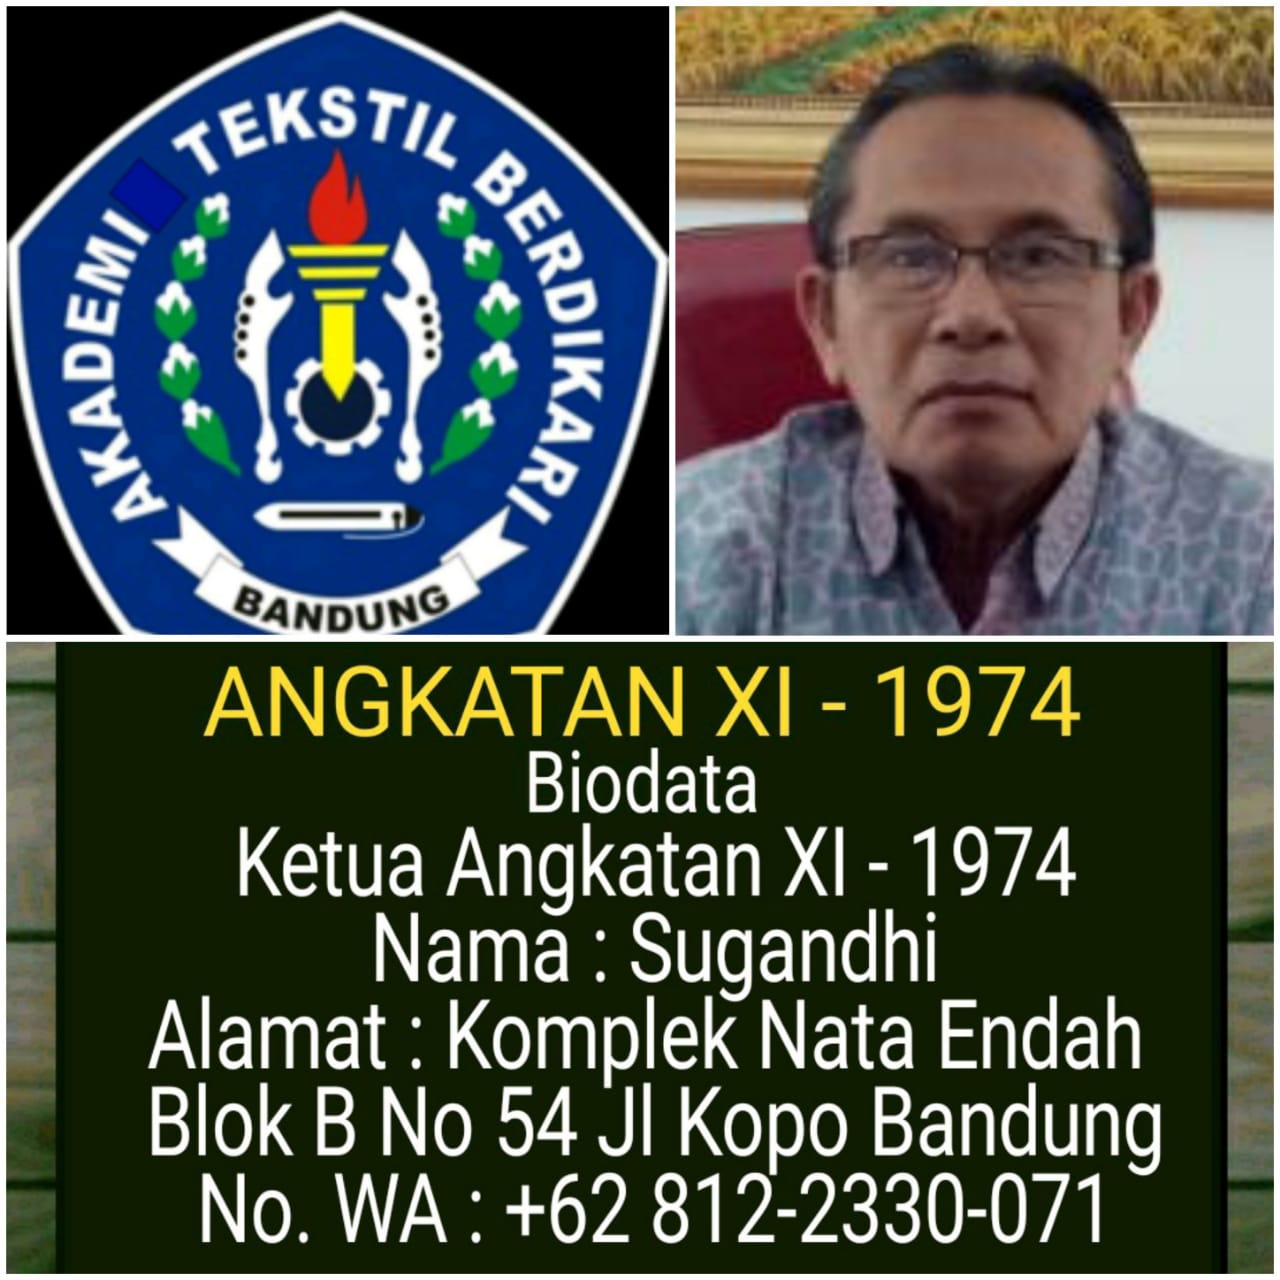 AKADEMI TEKSTIL BERDIKARI
BANDUNG
ANGKATAN XI - 1974
Biodata
Ketua Angkatan XI - 1974
Nama : Sugandhi
Alamat : Komplek Nata Endah
Blok B No 54 Jl Kopo Bandung
No. WA : +62 812-2330-071